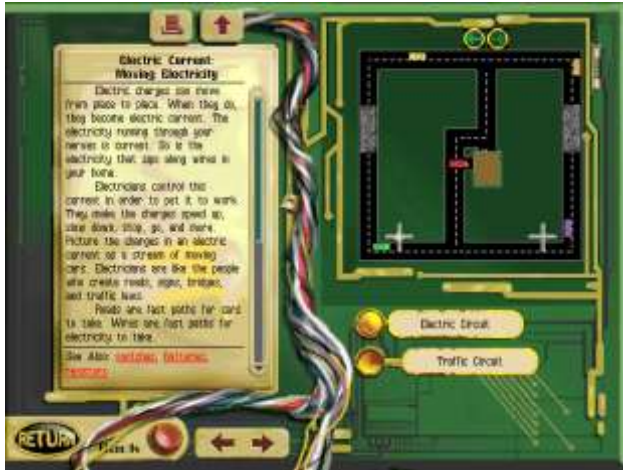 Electric Current:
Moving Electricity
Electric charges can move
from place to place. When they do,
they become electric current. The
electricity running through your
nerves is current. So is the
electricity that zips along wires in
your home.
Electricians control this
current in order to put it to work.
They make the charges speed up,
slow down, stop, go, and more.
Picture the charges in an electric
current as a stream of moving
cars. Electricians are like the people
who create roads, signs, bridges,
and traffic laws.
Roads are fast paths for cars
to take. Wires are fast paths for
electricity to take.
See Also: switches, batteries,
resistors
Electric Circuit
Traffic Circuit
RETURN